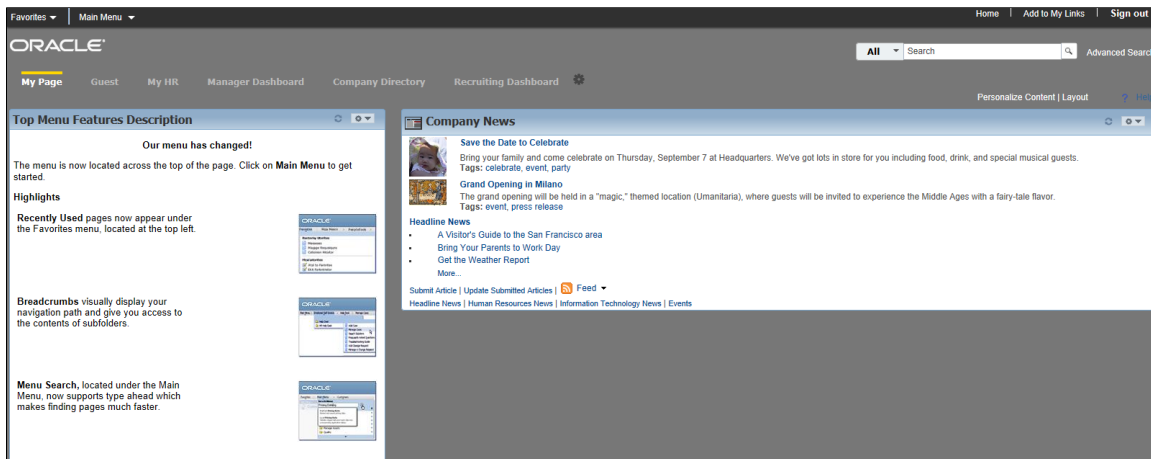 Favorites Main Menu Home Add to My Links Sign out
ORACLE
All Search Advanced Search
My Page Guest My HR Manager Dashboard Company Directory Recruiting Dashboard
Personalize Content | Layout ? Help
Top Menu Features Description
Our menu has changed!
The menu is now located across the top of the page. Click on Main Menu to get
started.
Highlights
Recently Used pages now appear under
the Favorites menu, located at the top left.
ORACLE
Breadcrumbs visually display your
navigation path and give you access to
the contents of subfolders.
ORACLE
Menu Search, located under the Main
Menu, now supports type ahead which
makes finding pages much faster.
ORACLE
Company News
Save the Date to Celebrate
Bring your family and come celebrate on Thursday, September 7 at Headquarters. We've got lots in store for you including food, drink, and special musical guests.
Tags: celebrate, event, party
Grand Opening in Milano
The grand opening will be held in a "magic," themed location (Umanitaria), where guests will be invited to experience the Middle Ages with a fairy-tale flavor.
Tags: event, press release
Headline News
• A Visitor's Guide to the San Francisco area
• Bring Your Parents to Work Day
• Get the Weather Report
More...
Submit Article | Update Submitted Articles | Feed
Headline News | Human Resources News | Information Technology News | Events